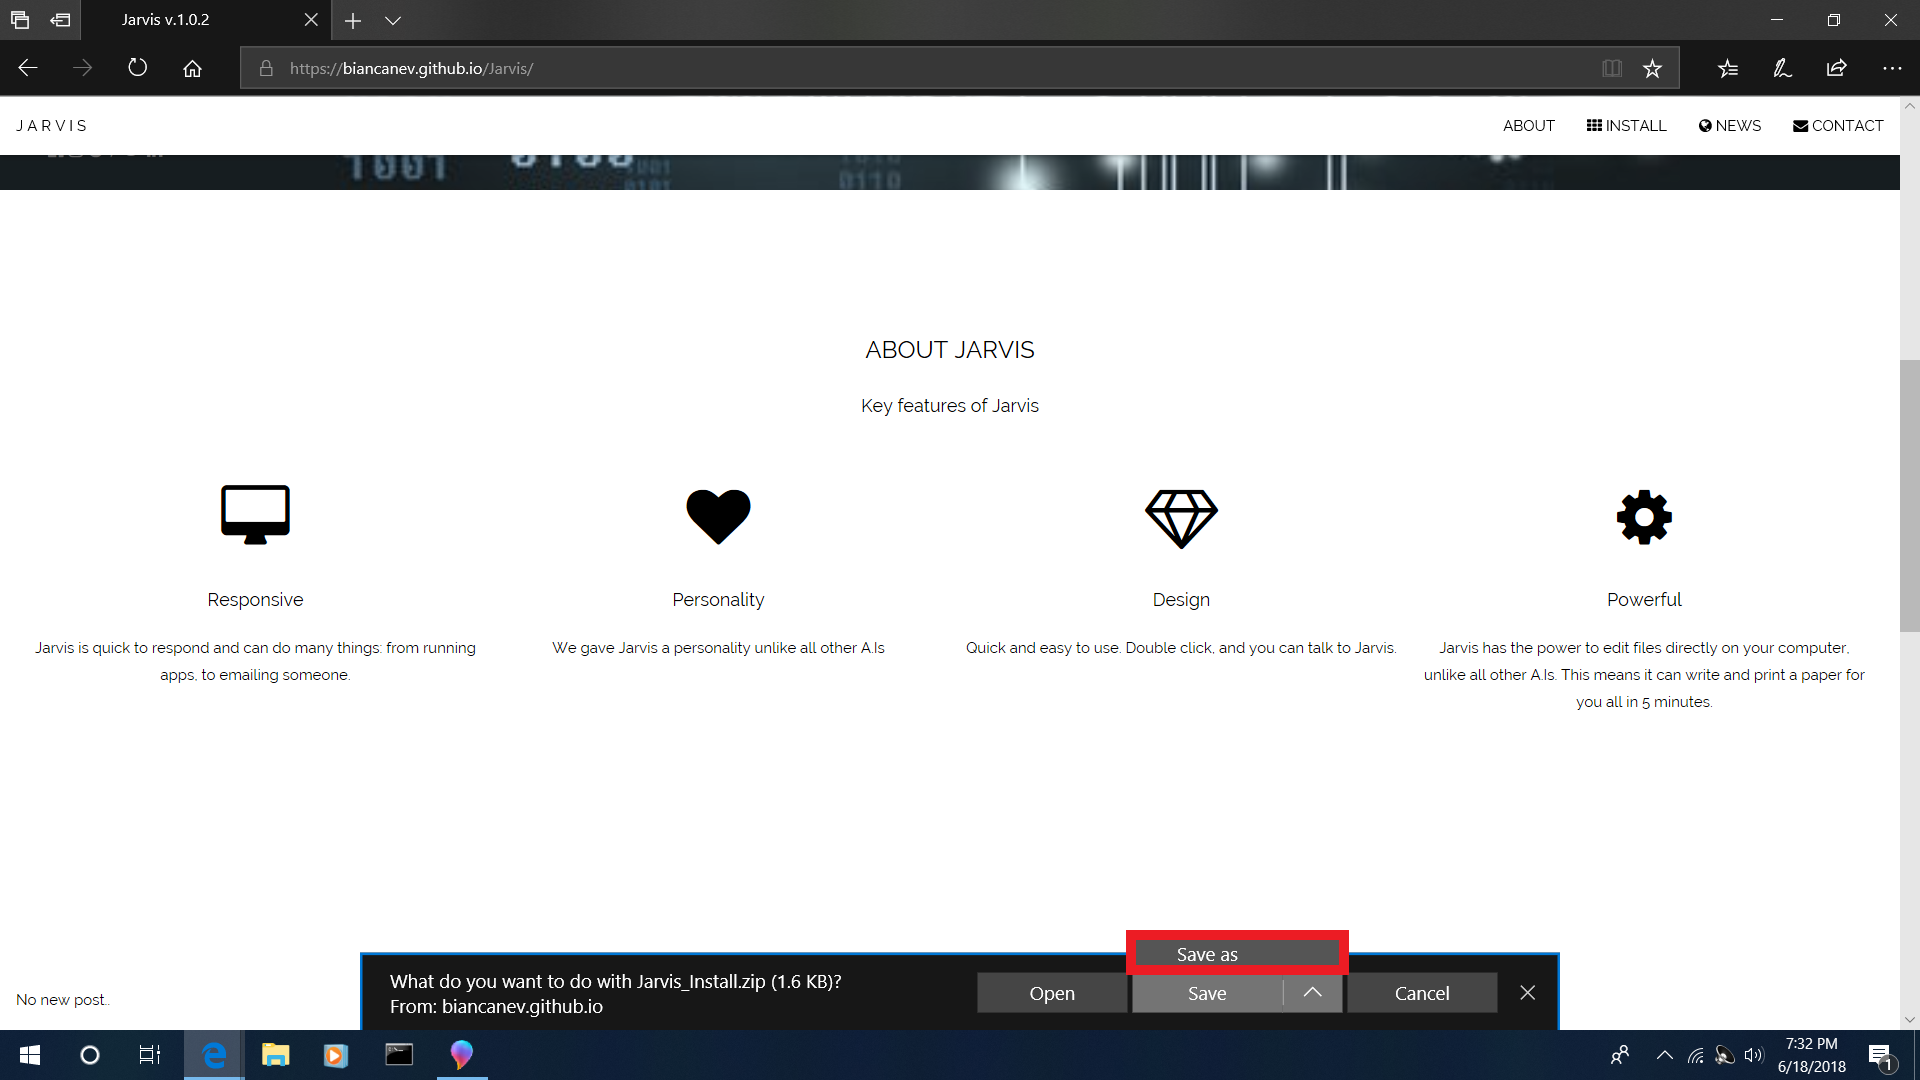 Jarvis v.1.0.2
https://biancanev.github.io/Jarvis/
JARVIS
ABOUT
INSTALL
NEWS
CONTACT
1001
0110
ABOUT JARVIS
Key features of Jarvis
Responsive
Jarvis is quick to respond and can do many things: from running
apps, to emailing someone.
Personality
We gave Jarvis a personality unlike all other A.Is
Design
Quick and easy to use. Double click, and you can talk to Jarvis.
Powerful
Jarvis has the power to edit files directly on your computer,
unlike all other A.Is. This means it can write and print a paper for
you all in 5 minutes.
No new post..
Save as
What do you want to do with Jarvis_Install.zip (1.6 KB)?
From: biancanev.github.io
Open
Save
Cancel
7:32 PM
6/18/2018
1